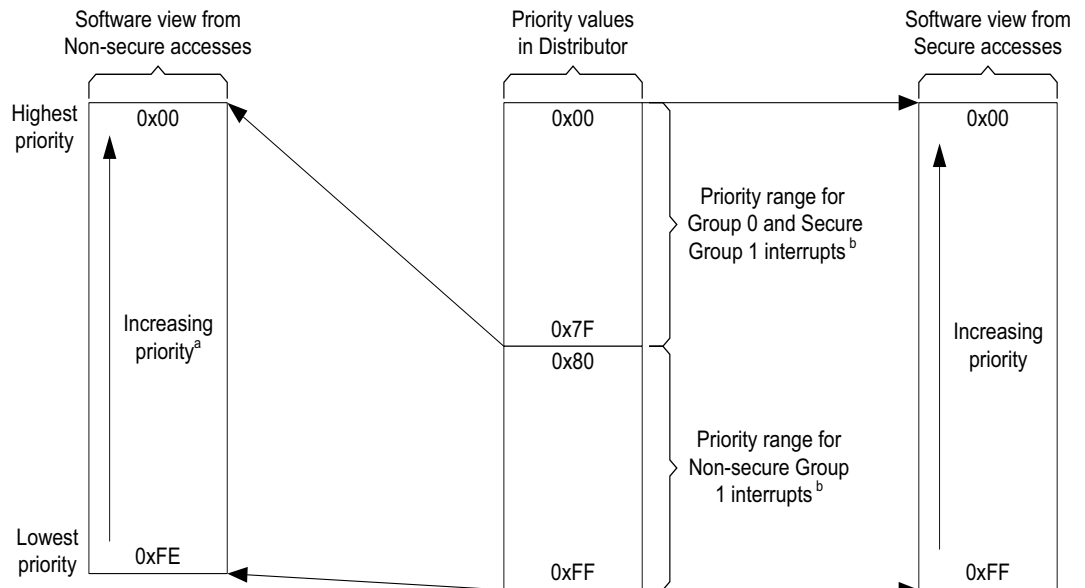 Software view from
Non-secure accesses
Priority values
in Distributor
Software view from
Secure accesses
Highest
priority
0x00
0x00
0x00
Priority range for
Group 0 and Secure
Group 1 interrupts b
Increasing
priority a
0x7F
0x80
Increasing
priority
Priority range for
Non-secure Group
1 interrupts b
Lowest
priority
0xFE
0xFF
0xFF